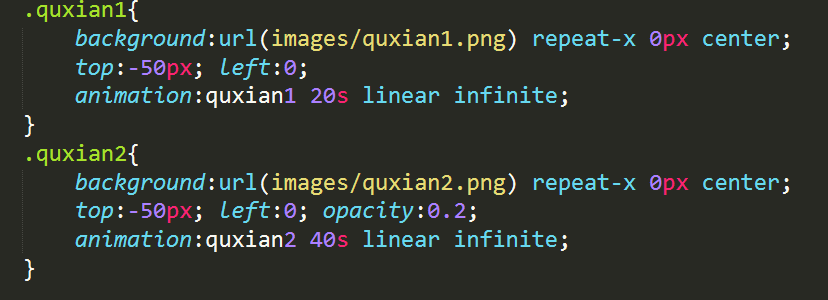 .quxian1{
background:url(images/quxian1.png) repeat-x 0px center;
top:-50px; left:0;
animation:quxian1 20s linear infinite;
}
.quxian2{
background:url(images/quxian2.png) repeat-x 0px center;
top:-50px; left:0; opacity:0.2;
animation:quxian2 40s linear infinite;
}